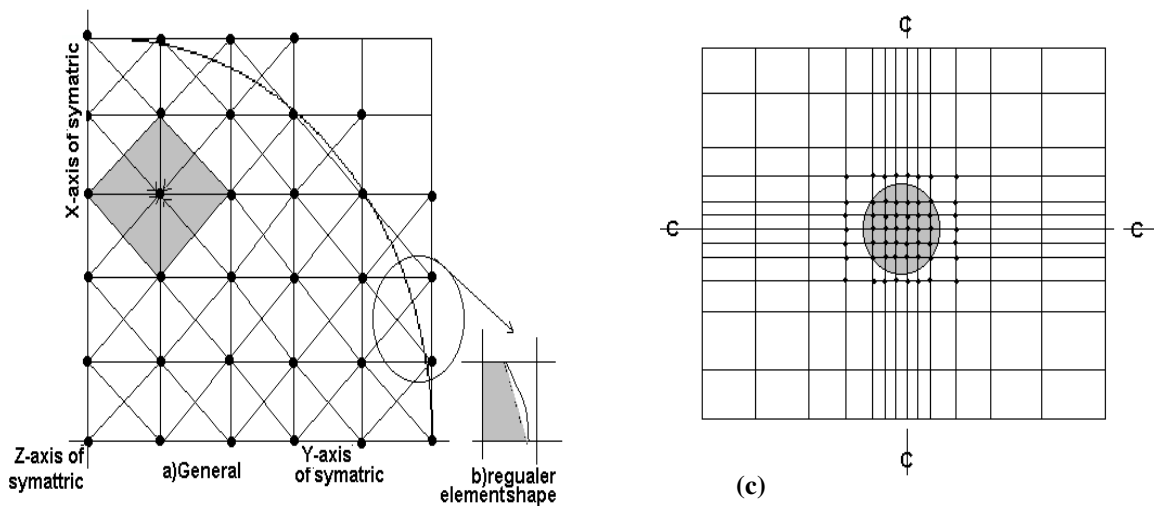 X-axis of symatric
Z-axis of
symattric
a)General
Y-axis
of symatric
b)regualer
elementshape
₵
₵
₵
₵
(c)